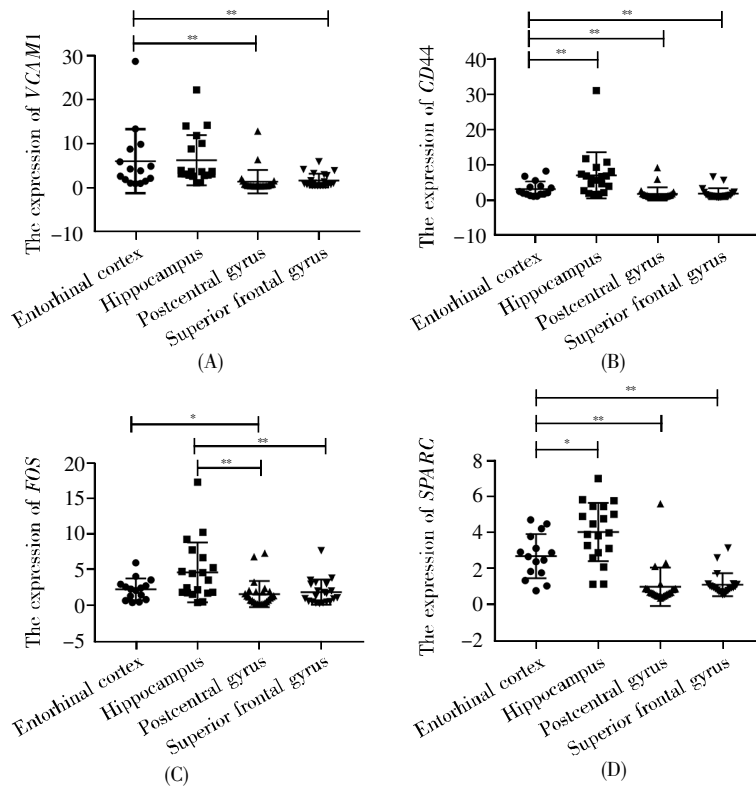 **
**
The expression of VCAM1
30
20
10
0
−10
Entorhinal cortex
Hippocampus
Postcentral gyrus
Superior frontal gyrus
(A)
**
**
**
The expression of CD44
40
30
20
10
0
−10
Entorhinal cortex
Hippocampus
Postcentral gyrus
Superior frontal gyrus
(B)
*
**
**
The expression of FOS
20
15
10
5
0
−5
Entorhinal cortex
Hippocampus
Postcentral gyrus
Superior frontal gyrus
(C)
**
**
*
The expression of SPARC
8
6
4
2
0
−2
Entorhinal cortex
Hippocampus
Postcentral gyrus
Superior frontal gyrus
(D)